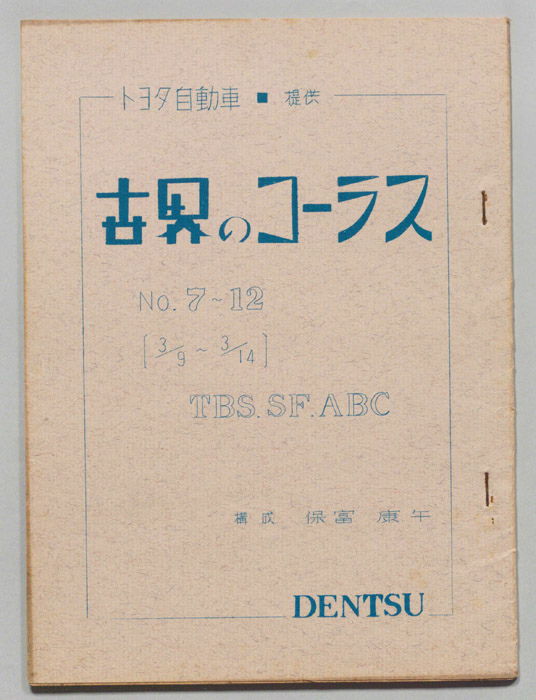 トヨタ自動車 ■ 提供
世界のコーラス
No. 7~12
[3/9 ~ 3/14]
TBS. SF. ABC
構成 保富 康午
DENTSU